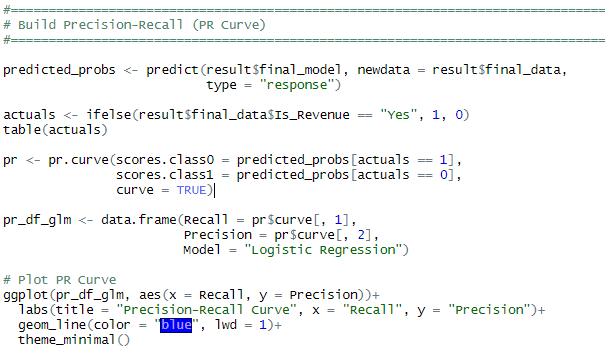 #===============================================================================
# Build Precision-Recall (PR Curve)
#===============================================================================
predicted_probs <- predict(result$final_model, newdata = result$final_data,
                           type = "response")
actuals <- ifelse(result$final_data$Is_Revenue == "Yes", 1, 0)
table(actuals)
pr <- pr.curve(scores.class0 = predicted_probs[actuals == 1],
               scores.class1 = predicted_probs[actuals == 0],
               curve = TRUE)
pr_df_glm <- data.frame(Recall = pr$curve[, 1],
                        Precision = pr$curve[, 2],
                        Model = "Logistic Regression")
# Plot PR Curve
ggplot(pr_df_glm, aes(x = Recall, y = Precision))+
  labs(title = "Precision-Recall Curve", x = "Recall", y = "Precision")+
  geom_line(color = "blue", lwd = 1)+
  theme_minimal()